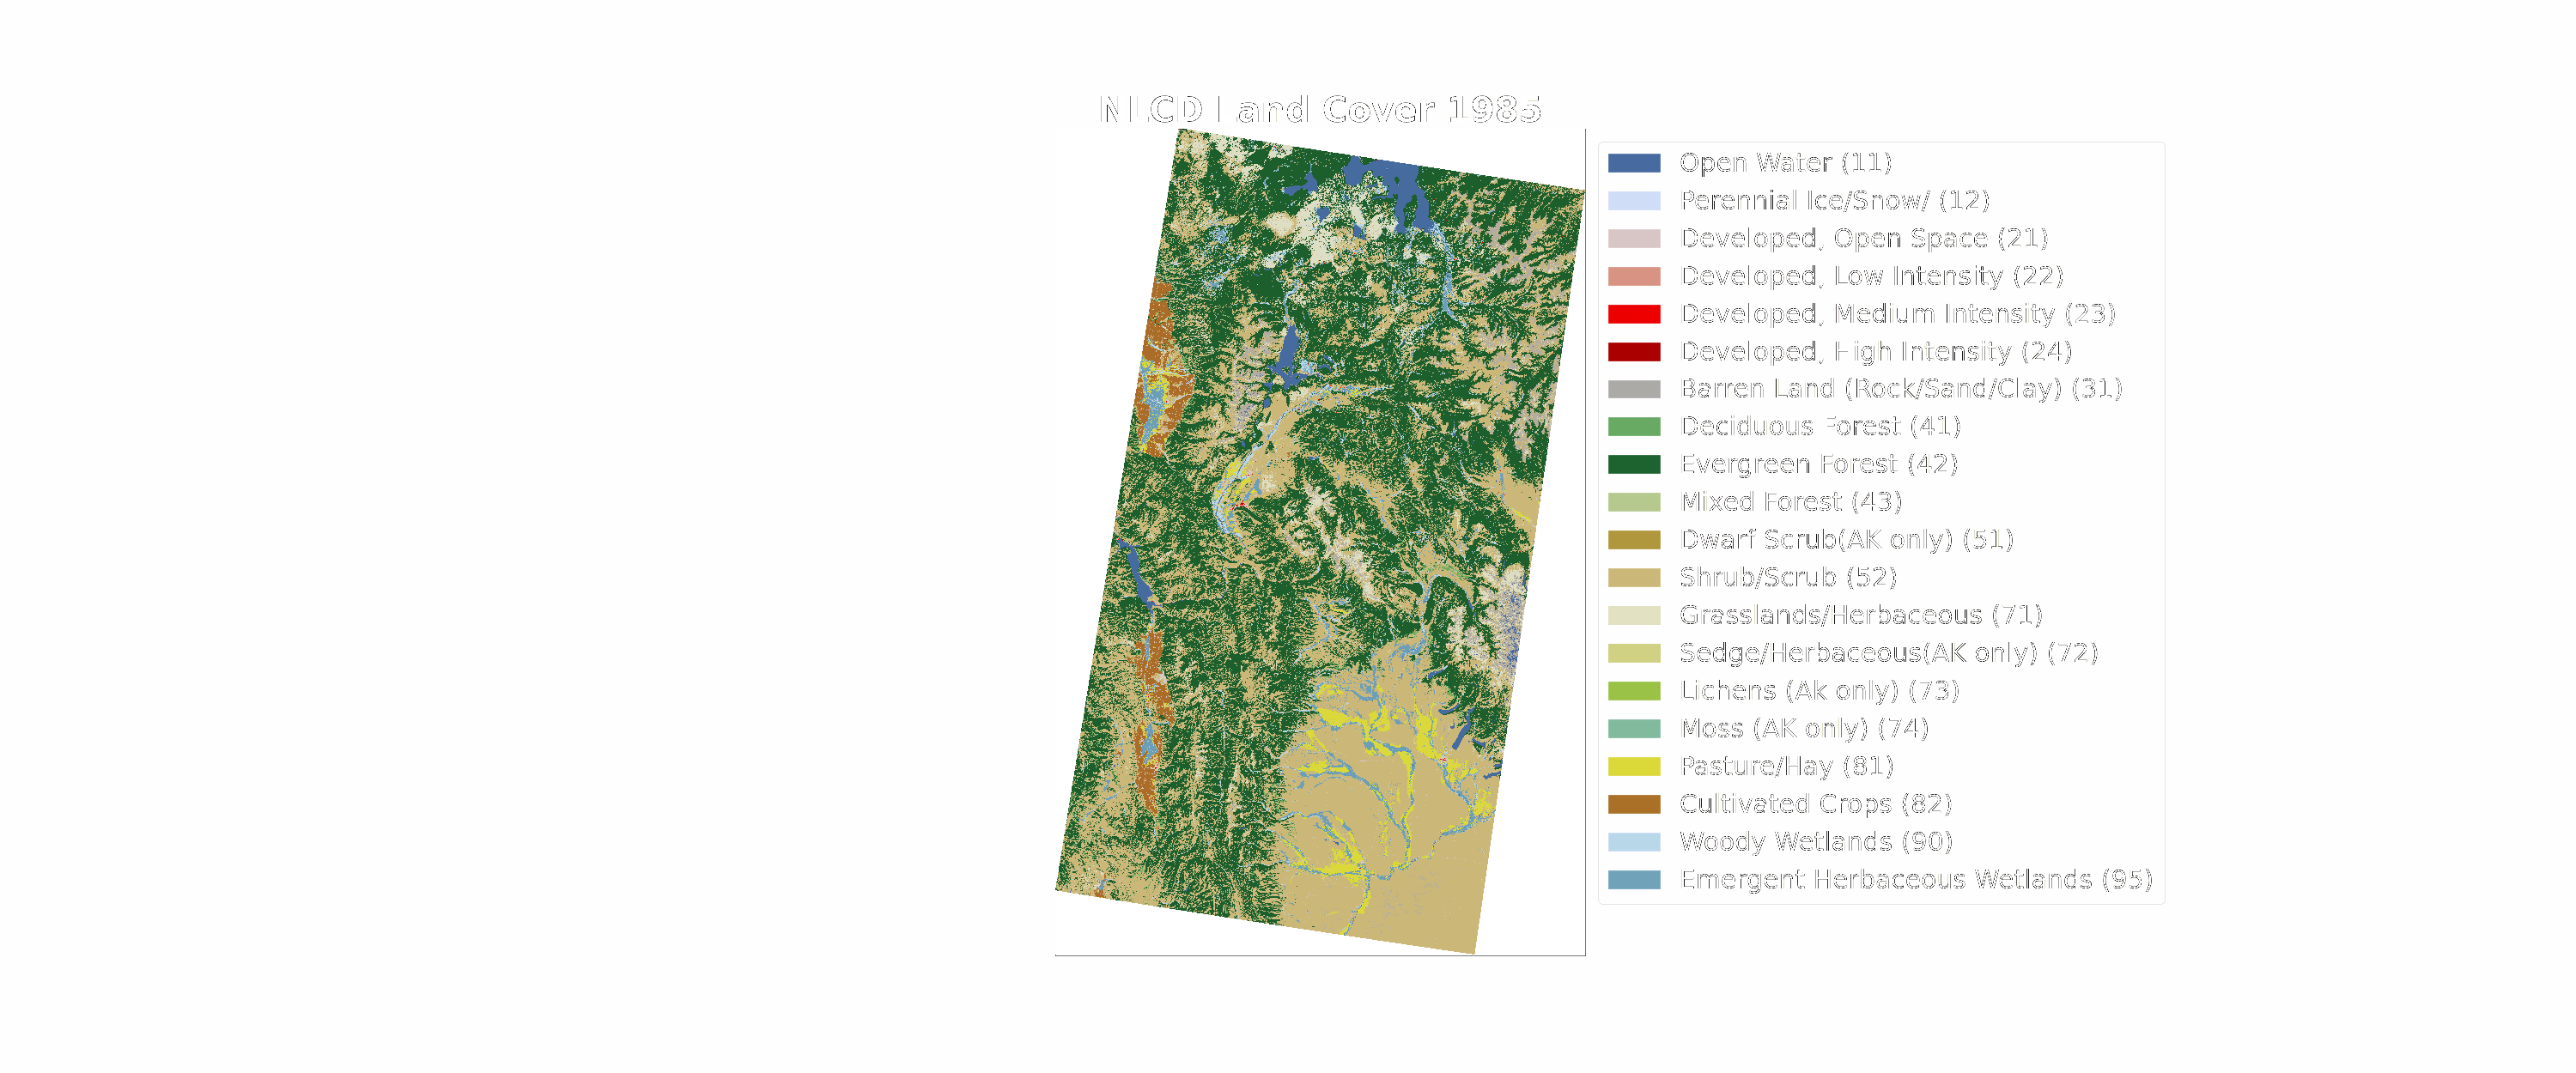 NLCD Land Cover 1985
Open Water (11)
Perennial Ice/Snow/ (12)
Developed, Open Space (21)
Developed, Low Intensity (22)
Developed, Medium Intensity (23)
Developed, High Intensity (24)
Barren Land (Rock/Sand/Clay) (31)
Deciduous Forest (41)
Evergreen Forest (42)
Mixed Forest (43)
Dwarf Scrub(AK only) (51)
Shrub/Scrub (52)
Grasslands/Herbaceous (71)
Sedge/Herbaceous(AK only) (72)
Lichens (Ak only) (73)
Moss (AK only) (74)
Pasture/Hay (81)
Cultivated Crops (82)
Woody Wetlands (90)
Emergent Herbaceous Wetlands (95)